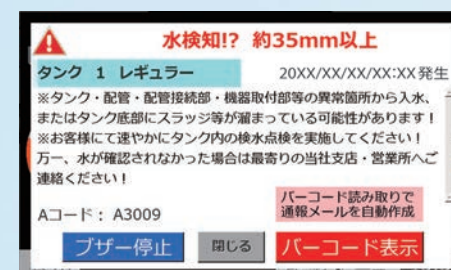 水検知!? 約35mm以上
タンク 1 レギュラー
20XX/XX/XX/XX:XX 発生
※タンク・配管・配管接続部・機器取付部等の異常箇所から入水、
またはタンク底部にスラッジ等が溜まっている可能性があります!
※お客様にて速やかにタンク内の検水点検を実施してください!
万一、水が確認されなかった場合は最寄りの当社支店・営業所へご
連絡ください!
バーコード読み取りで
通報メールを自動作成
Aコード: A3009
ブザー停止
閉じる
バーコード表示